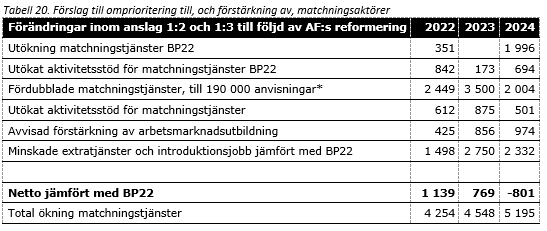 Tabell 20. Förslag till omprioritering till, och förstärkning av, matchningsaktörer
Förändringar inom anslag 1:2 och 1:3 till följd av AF:s reformering 2022 2023 2024
Utökning matchningstjänster BP22 351 1 996
Utökat aktivitetsstöd för matchningstjänster BP22 842 173 694
Fördubblade matchningstjänster, till 190 000 anvisningar* 2 449 3 500 2 004
Utökat aktivitetsstöd för matchningstjänster 612 875 501
Avvisad förstärkning av arbetsmarknadsutbildning 425 856 974
Minskade extratjänster och introduktionsjobb jämfört med BP22 1 498 2 750 2 332
Netto jämfört med BP22 1 139 769 -801
Total ökning matchningstjänster 4 254 4 548 5 195